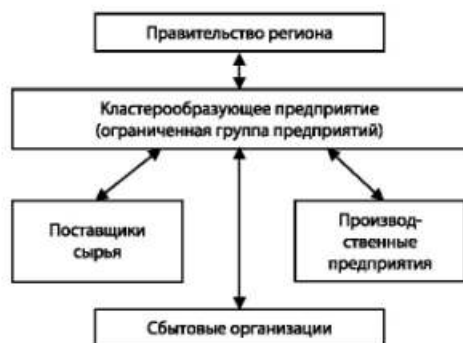 Правительство региона
Кластерообразующее предприятие
(ограниченная группа предприятий)
Поставщики
сырья
Производ-
ственные
предприятия
Сбытовые организации